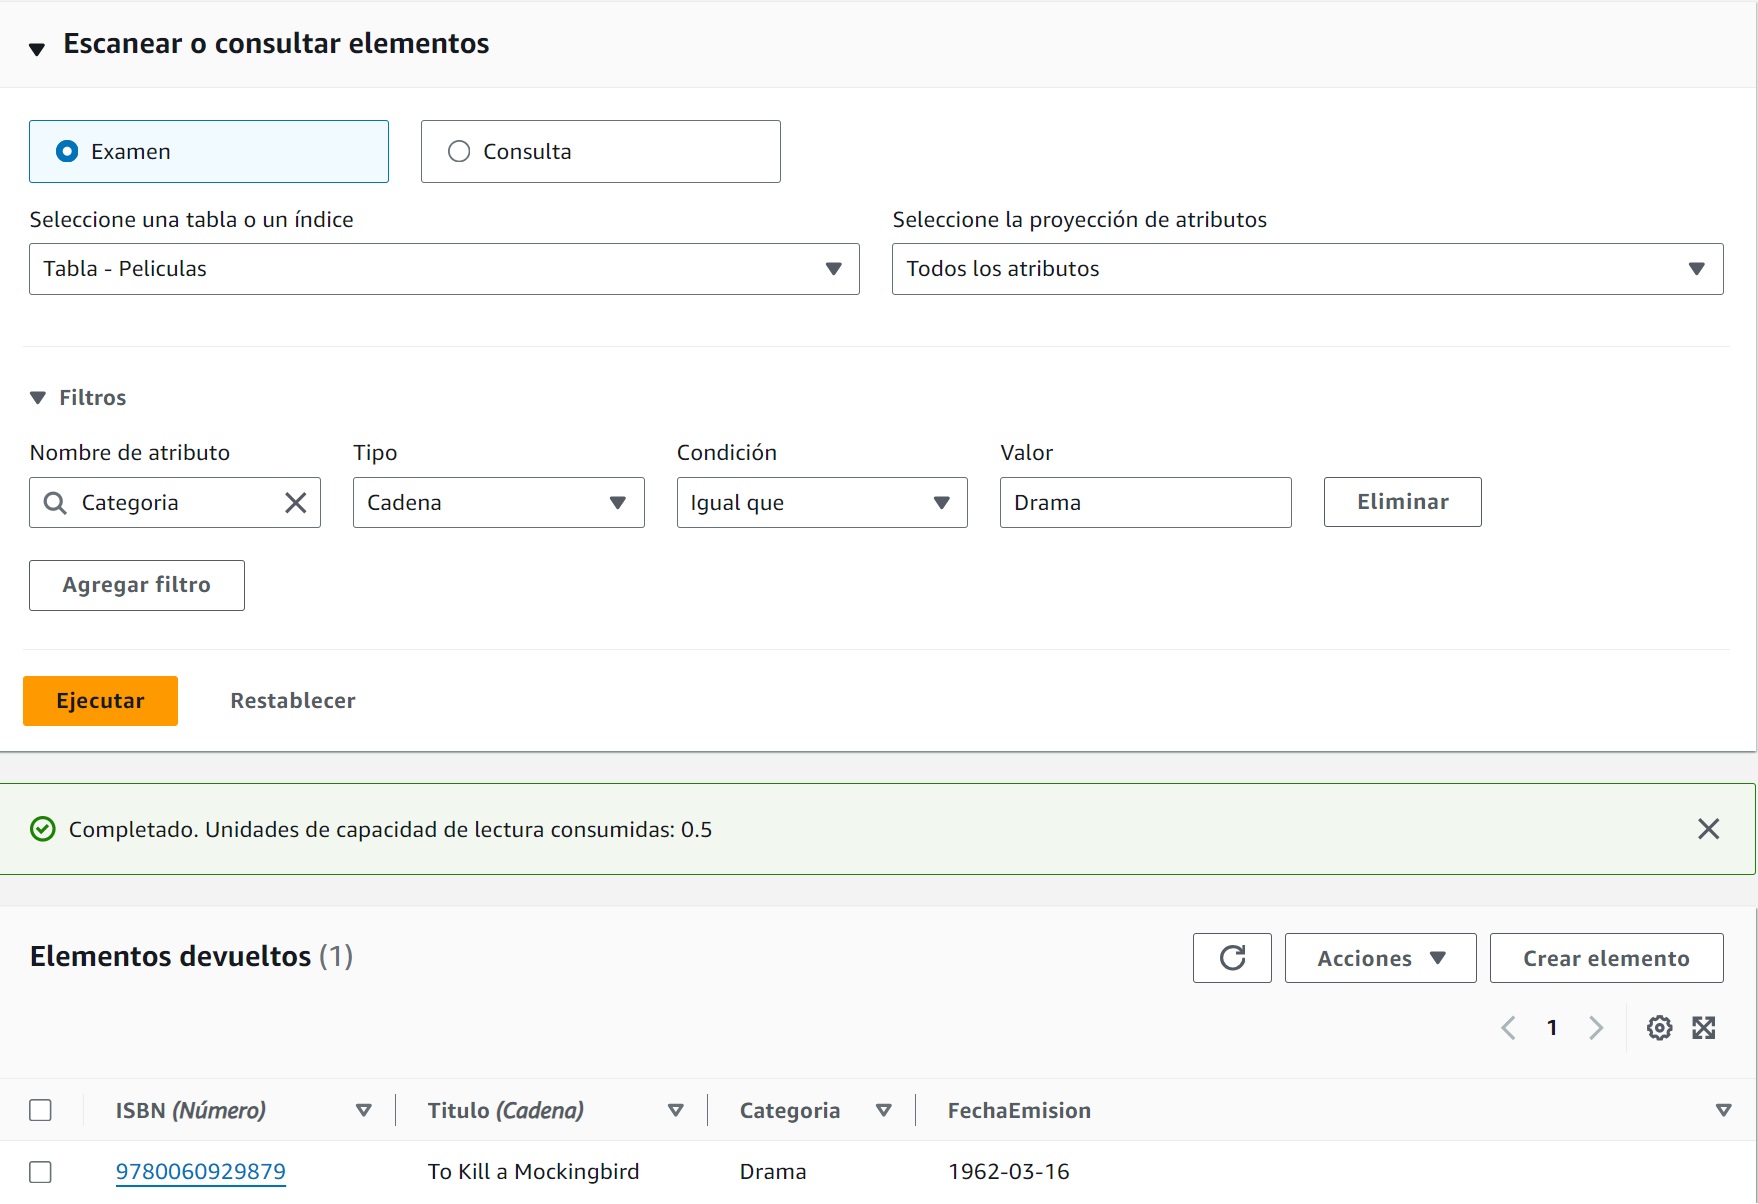 Escanear o consultar elementos
Examen
Consulta
Seleccione una tabla o un índice
Seleccione la proyección de atributos
Tabla - Peliculas
Todos los atributos
Filtros
Nombre de atributo
Tipo
Condición
Valor
Categoria
Cadena
Igual que
Drama
Eliminar
Agregar filtro
Ejecutar
Restablecer
Completado. Unidades de capacidad de lectura consumidas: 0.5
Elementos devueltos (1)
Acciones
Crear elemento
1
ISBN (Número)
Titulo (Cadena)
Categoria
FechaEmision
9780060929879
To Kill a Mockingbird
Drama
1962-03-16